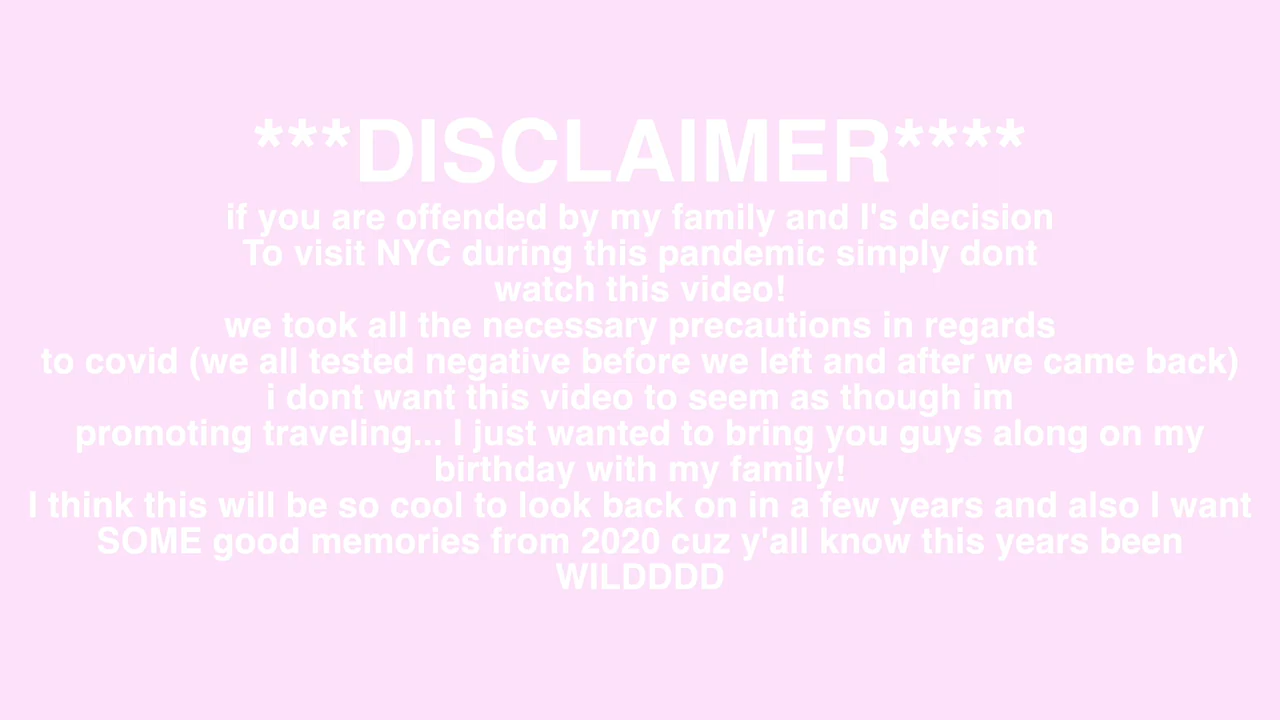 ***DISCLAIMER****
if you are offended by my family and I's decision
To visit NYC during this pandemic simply dont
watch this video!
we took all the necessary precautions in regards
to covid (we all tested negative before we left and after we came back)
i dont want this video to seem as though im
promoting traveling... I just wanted to bring you guys along on my
birthday with my family!
I think this will be so cool to look back on in a few years and also I want
SOME good memories from 2020 cuz y'all know this years been
WILDDDD